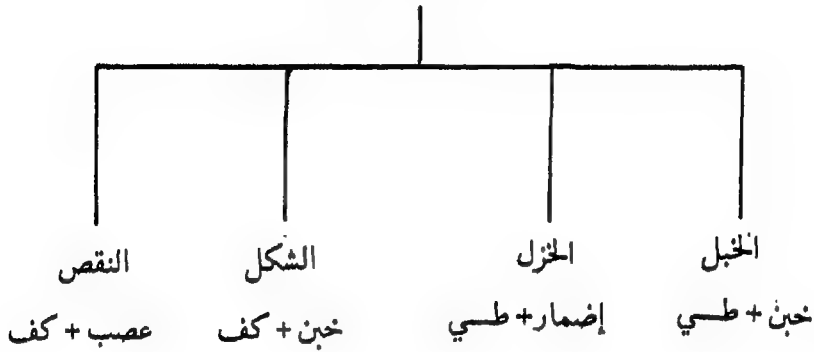 الخبل الخزل الشكل النقص
خبن + طي إضمار + طي خبن + كف عصب + كف